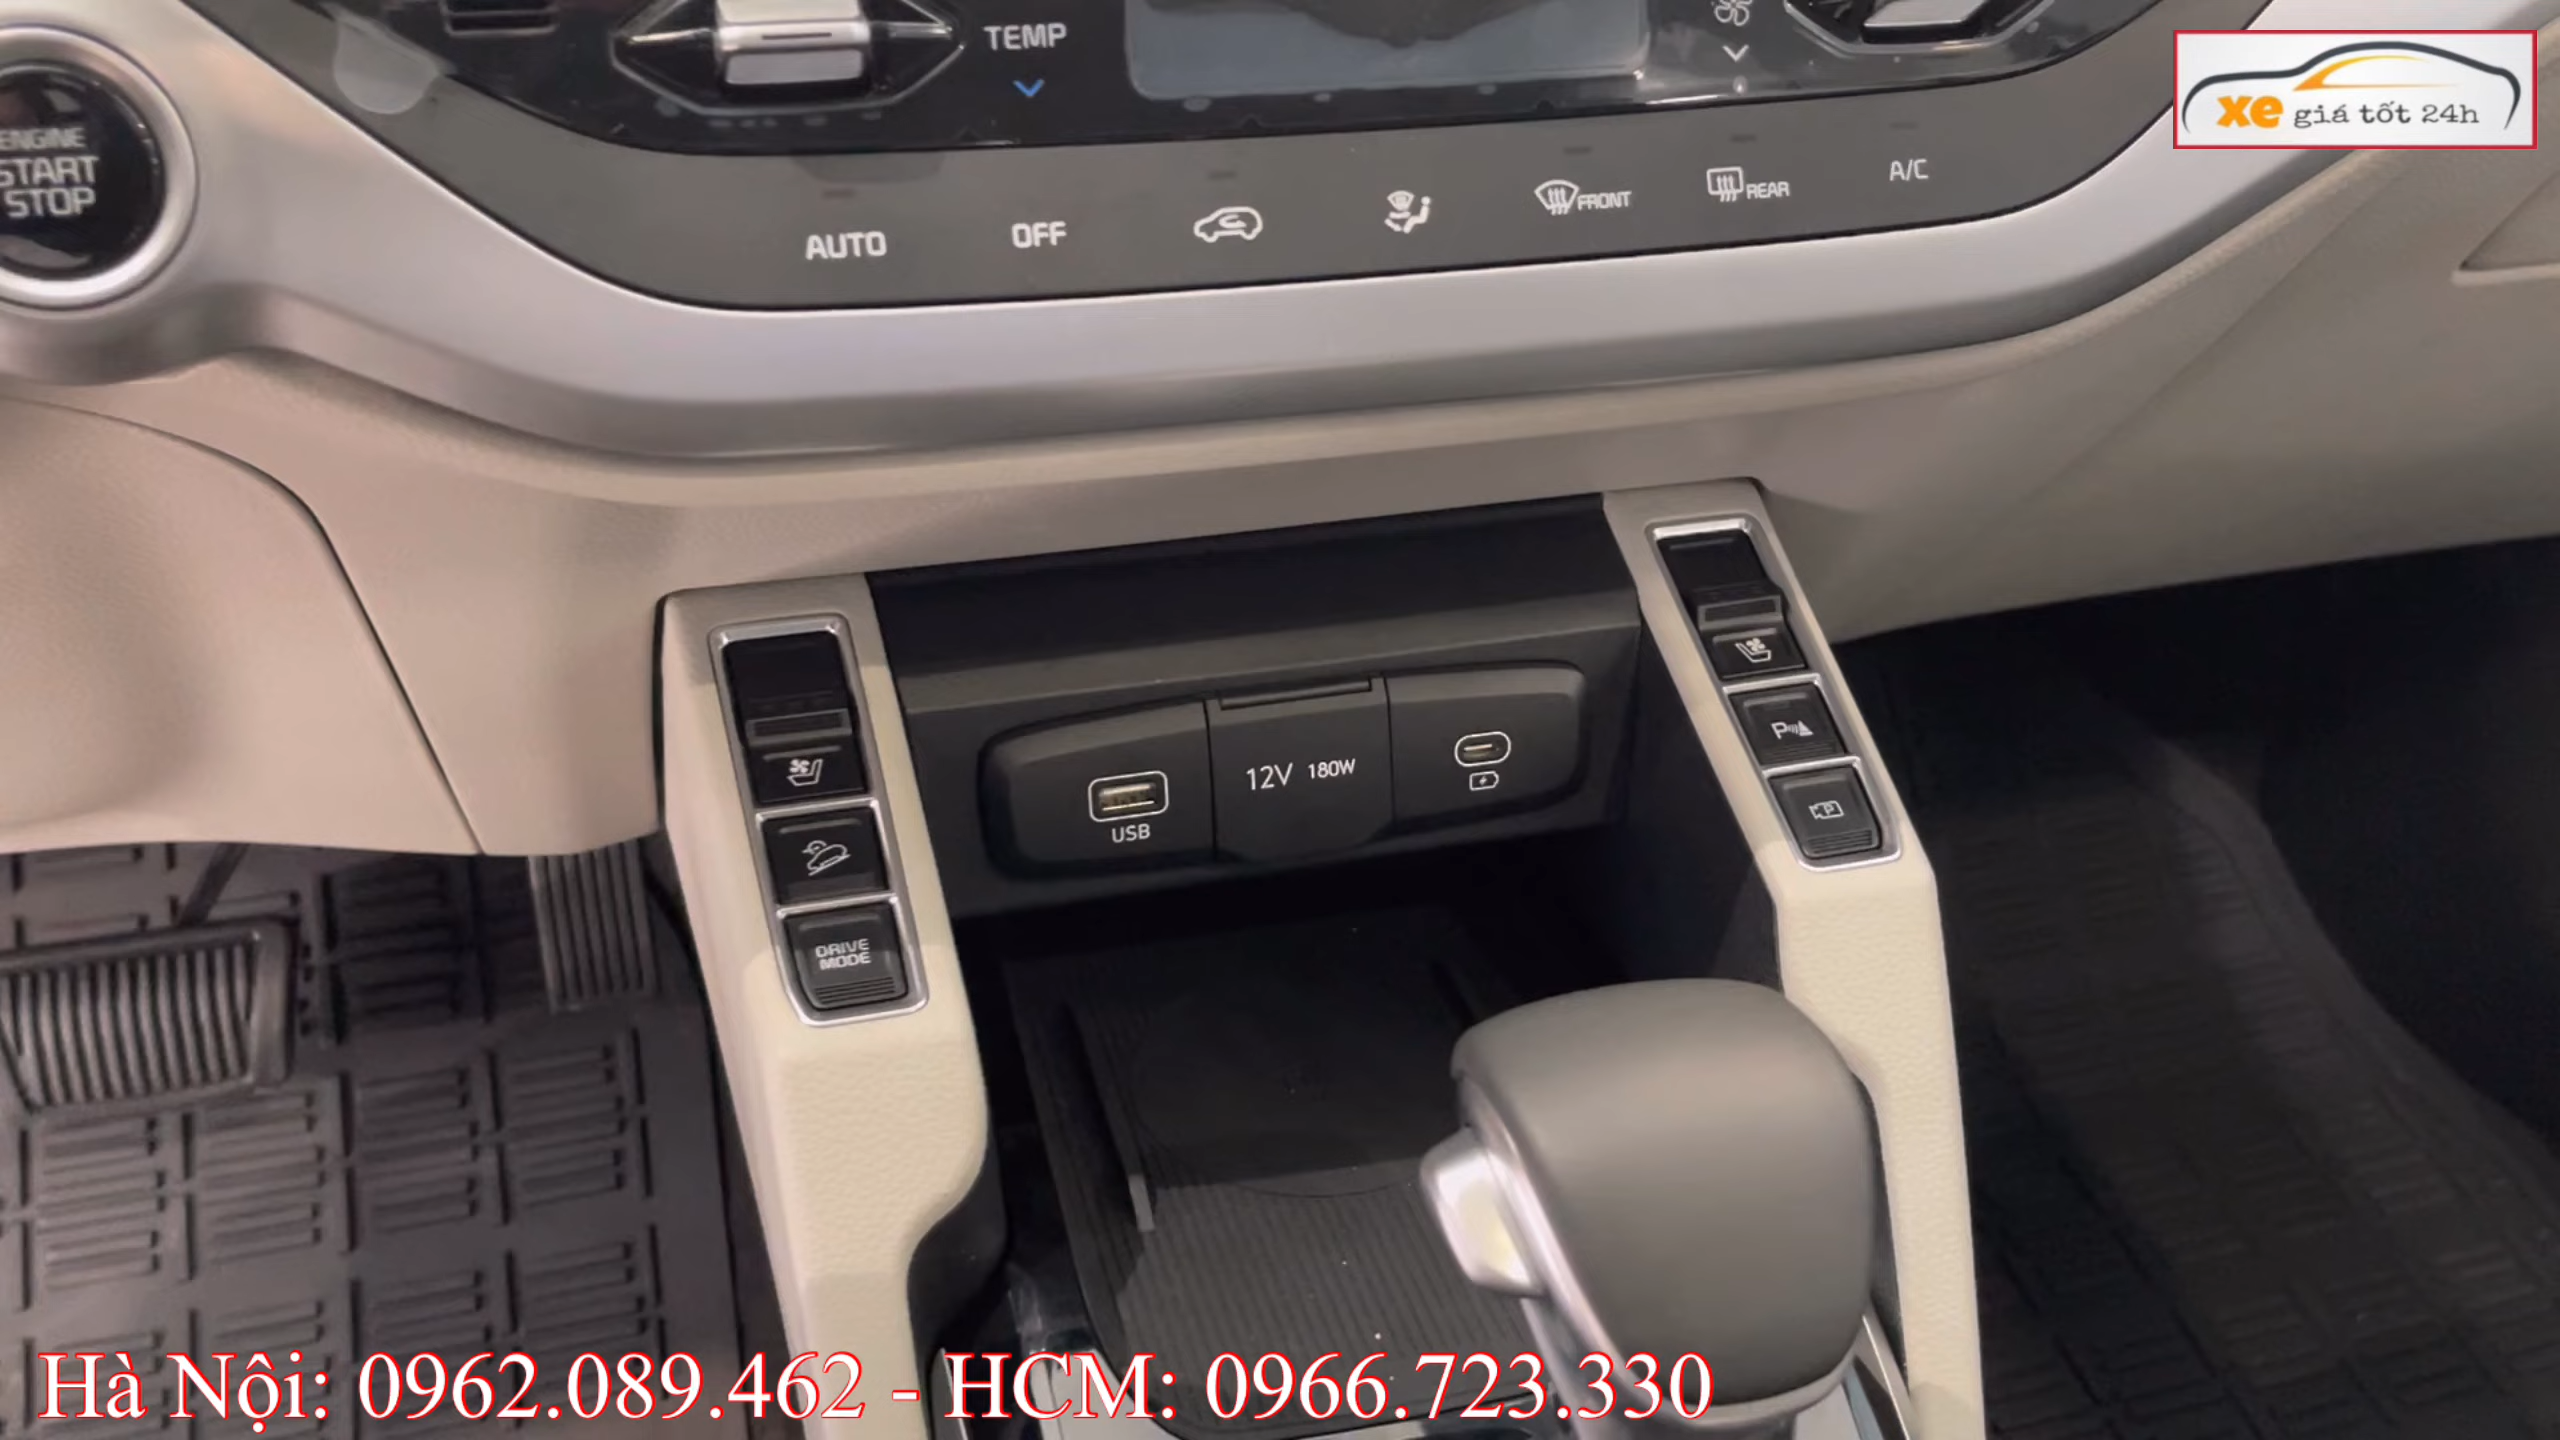 TEMP
xe giá tốt 24h
ENGINE
START
STOP
AUTO
OFF
FRONT
REAR
A/C
12V 180W
USB
P
P
DRIVE
MODE
Hà Nội: 0962.089.462 - HCM: 0966.723.330